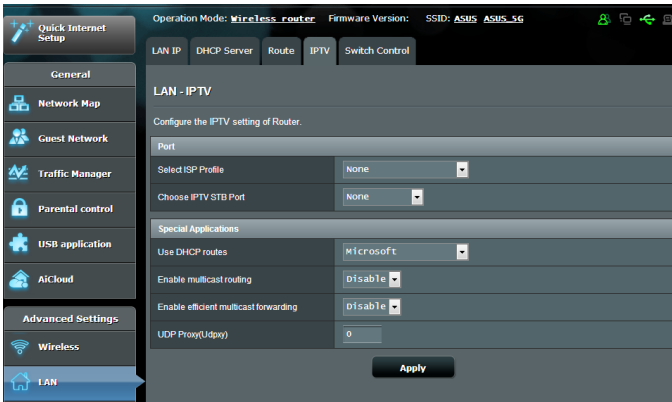 Quick Internet
Setup
Operation Mode: Wireless router Firmware Version: SSID: ASUS ASUS_5G
LAN IP DHCP Server Route IPTV Switch Control
General
Network Map
Guest Network
Traffic Manager
Parental control
USB application
AiCloud
Advanced Settings
Wireless
LAN
LAN - IPTV
Configure the IPTV setting of Router.
Port
Select ISP Profile None
Choose IPTV STB Port None
Special Applications
Use DHCP routes Microsoft
Enable multicast routing Disable
Enable efficient multicast forwarding Disable
UDP Proxy(Udpxy) 0
Apply